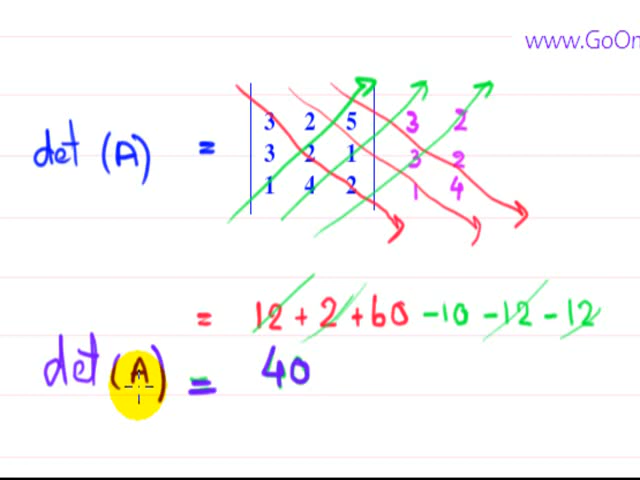 www.GoOn
det (A) = 3 2 5 3 2
3 2 1 3 2
1 4 2 1 4
= 12 + 2 + 60 - 10 - 12 - 12
det (A) = 40